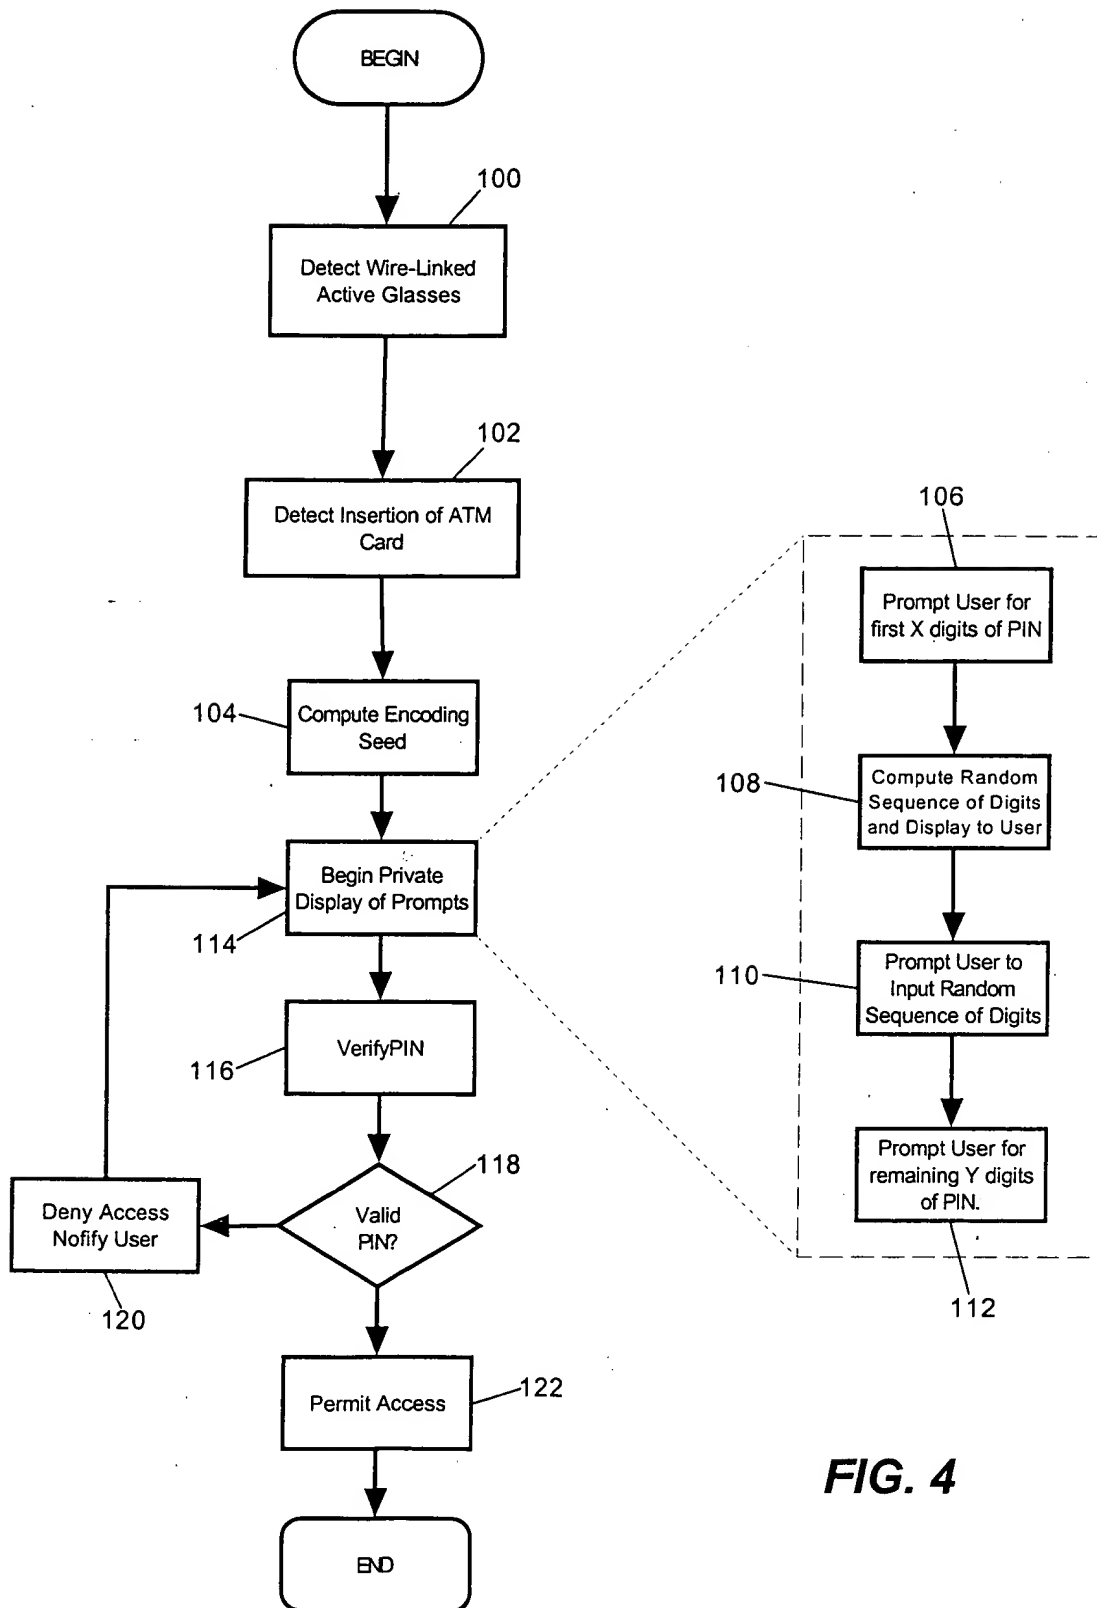 BEGIN
100
Detect Wire-Linked
Active Glasses
102
Detect Insertion of ATM
Card
104
Compute Encoding
Seed
Begin Private
Display of Prompts
114
VerifyPIN
116
118
Valid
PIN?
Deny Access
Nofify User
120
Permit Access
122
END
106
Prompt User for
first X digits of PIN
108
Compute Random
Sequence of Digits
and Display to User
110
Prompt User to
Input Random
Sequence of Digits
Prompt User for
remaining Y digits
of PIN.
112
FIG. 4